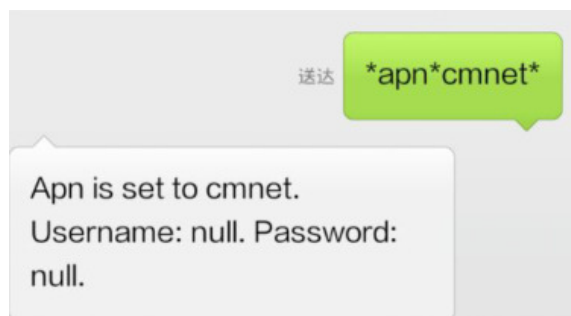 送达 *apn*cmnet*
Apn is set to cmnet.
Username: null. Password:
null.